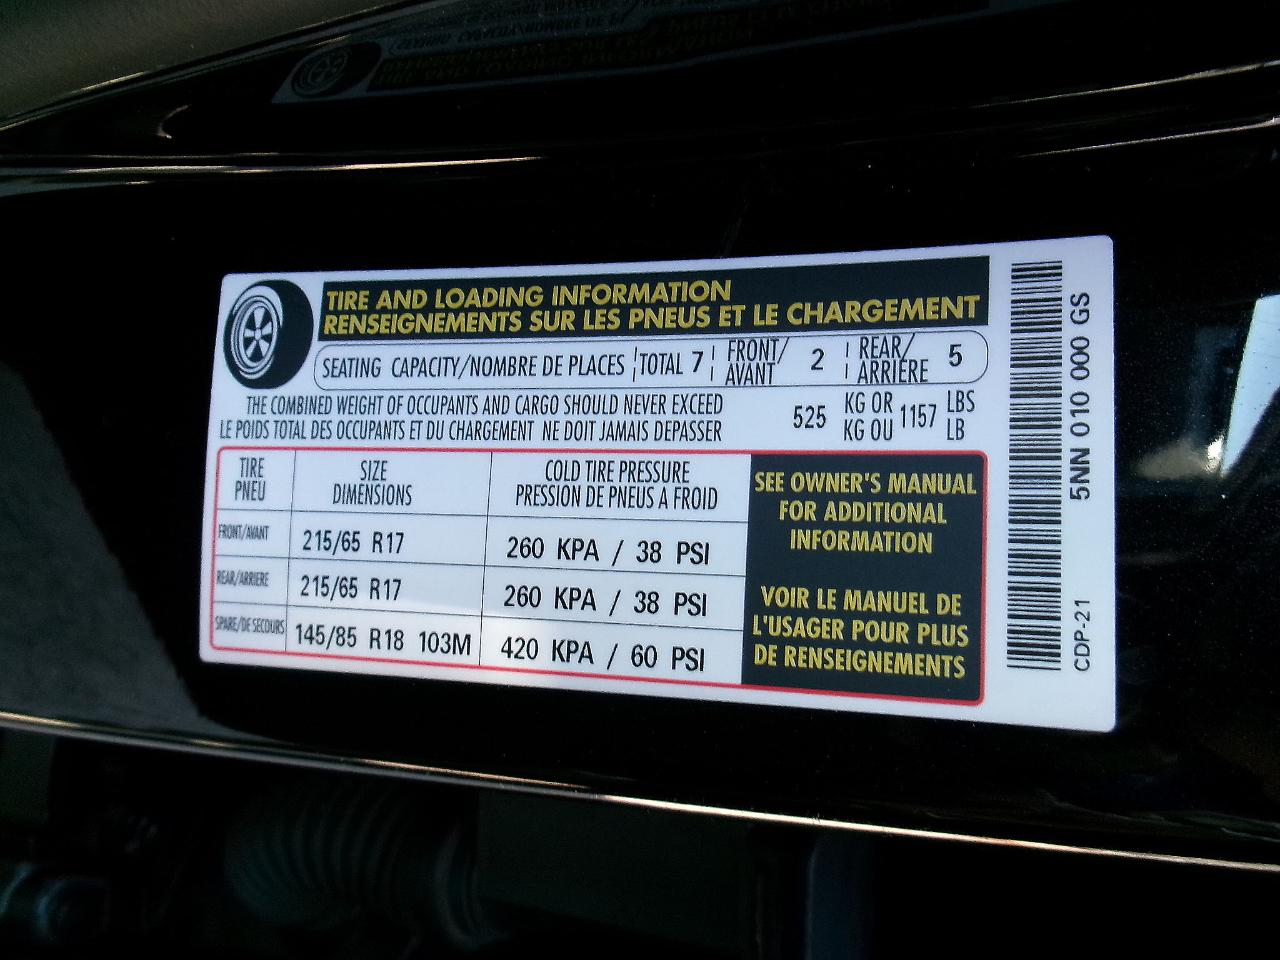 TIRE AND LOADING INFORMATION
RENSEIGNEMENTS SUR LES PNEUS ET LE CHARGEMENT
SEATING CAPACITY/NOMBRE DE PLACES TOTAL 7 FRONT/ AVANT 2 REAR/ ARRIÈRE 5
THE COMBINED WEIGHT OF OCCUPANTS AND CARGO SHOULD NEVER EXCEED 525 KG OR 1157 LBS
LE POIDS TOTAL DES OCCUPANTS ET DU CHARGEMENT NE DOIT JAMAIS DEPASSER KG OU LB
TIRE SIZE COLD TIRE PRESSURE
PNEU DIMENSIONS PRESSION DE PNEUS A FROID
FRONT/AVANT 215/65 R17 260 KPA / 38 PSI
REAR/ARRIERE 215/65 R17 260 KPA / 38 PSI
SPARE/DE SECOURS 145/85 R18 103M 420 KPA / 60 PSI
SEE OWNER'S MANUAL
FOR ADDITIONAL
INFORMATION
VOIR LE MANUEL DE
L'USAGER POUR PLUS
DE RENSEIGNEMENTS
5NN 010 000 GS
CDP-21